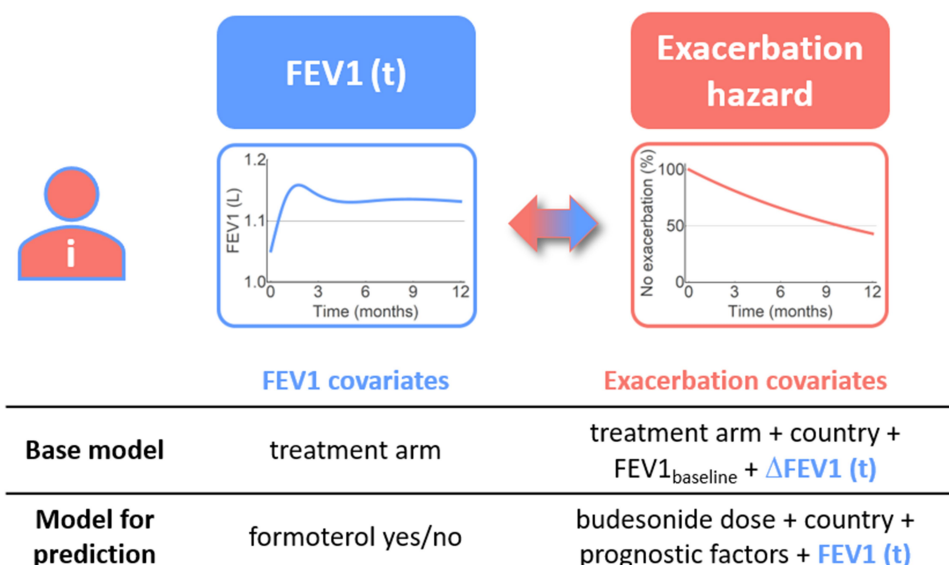 FEV1 (t)
Exacerbation
hazard
FEV1 (L)
1.2
1.1
1.0
0 3 6 9 12
Time (months)
No exacerbation (%)
100
50
0
0 3 6 9 12
Time (months)
i
FEV1 covariates
Exacerbation covariates
Base model
treatment arm
treatment arm + country +
FEV1baseline + ΔFEV1 (t)
Model for
prediction
formoterol yes/no
budesonide dose + country +
prognostic factors + FEV1 (t)